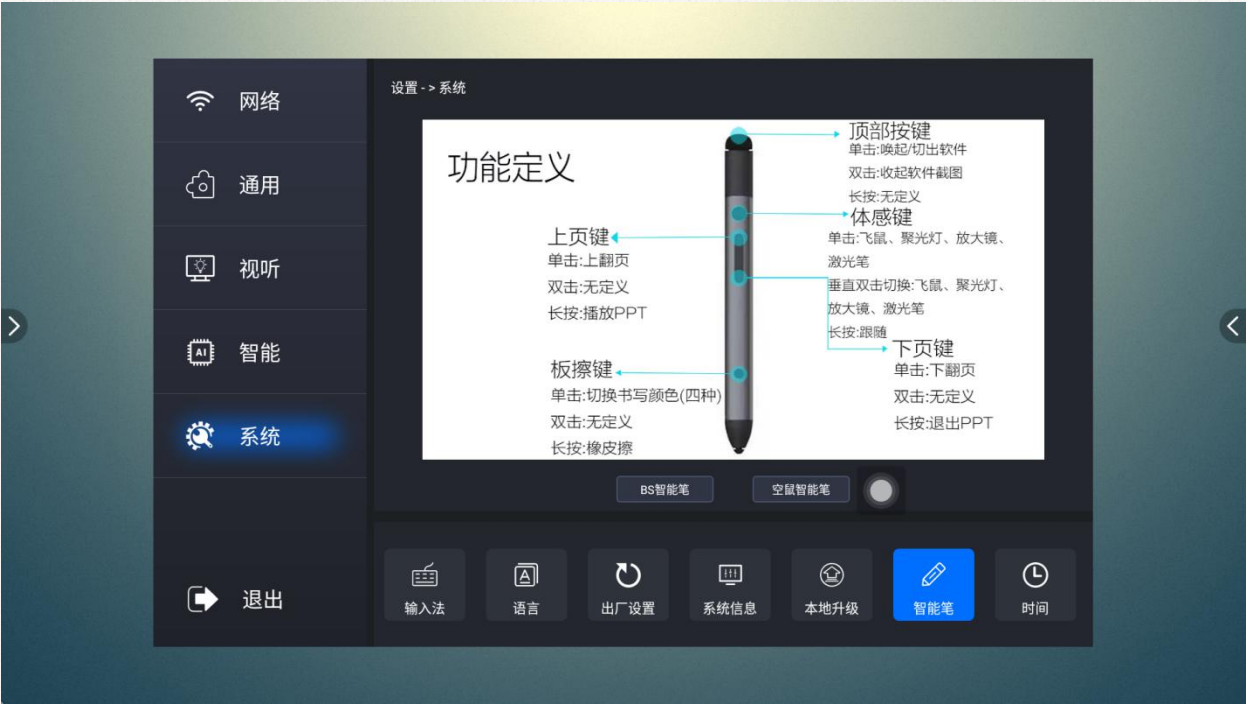 网络
通用
视听
智能
系统
退出
设置 - > 系统
功能定义
顶部按键
单击:唤起/切出软件
双击:收起软件截图
长按:无定义
体感键
单击:飞鼠、聚光灯、放大镜、
激光笔
垂直双击切换:飞鼠、聚光灯、
放大镜、激光笔
长按:跟随
上页键
单击:上翻页
双击:无定义
长按:播放PPT
下页键
单击:下翻页
双击:无定义
长按:退出PPT
板擦键
单击:切换书写颜色(四种)
双击:无定义
长按:橡皮擦
BS智能笔
空鼠智能笔
输入法
语言
出厂设置
系统信息
本地升级
智能笔
时间